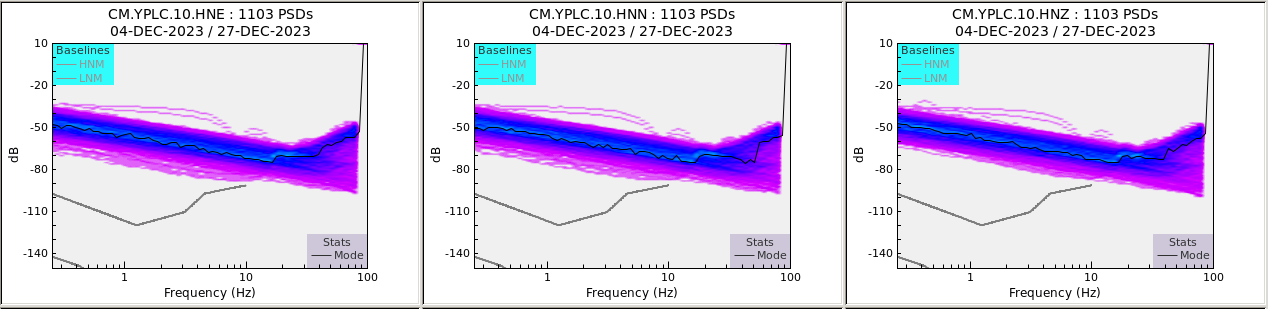 CM.YPLC.10.HNE : 1103 PSDs
04-DEC-2023 / 27-DEC-2023
10
Baselines
HNM
LNM
-20
-50
dB
-80
-110
Stats
Mode
-140
1
10
100
Frequency (Hz)
CM.YPLC.10.HNN : 1103 PSDs
04-DEC-2023 / 27-DEC-2023
10
Baselines
HNM
LNM
-20
-50
dB
-80
-110
Stats
Mode
-140
1
10
100
Frequency (Hz)
CM.YPLC.10.HNZ : 1103 PSDs
04-DEC-2023 / 27-DEC-2023
10
Baselines
HNM
LNM
-20
-50
dB
-80
-110
Stats
Mode
-140
1
10
100
Frequency (Hz)